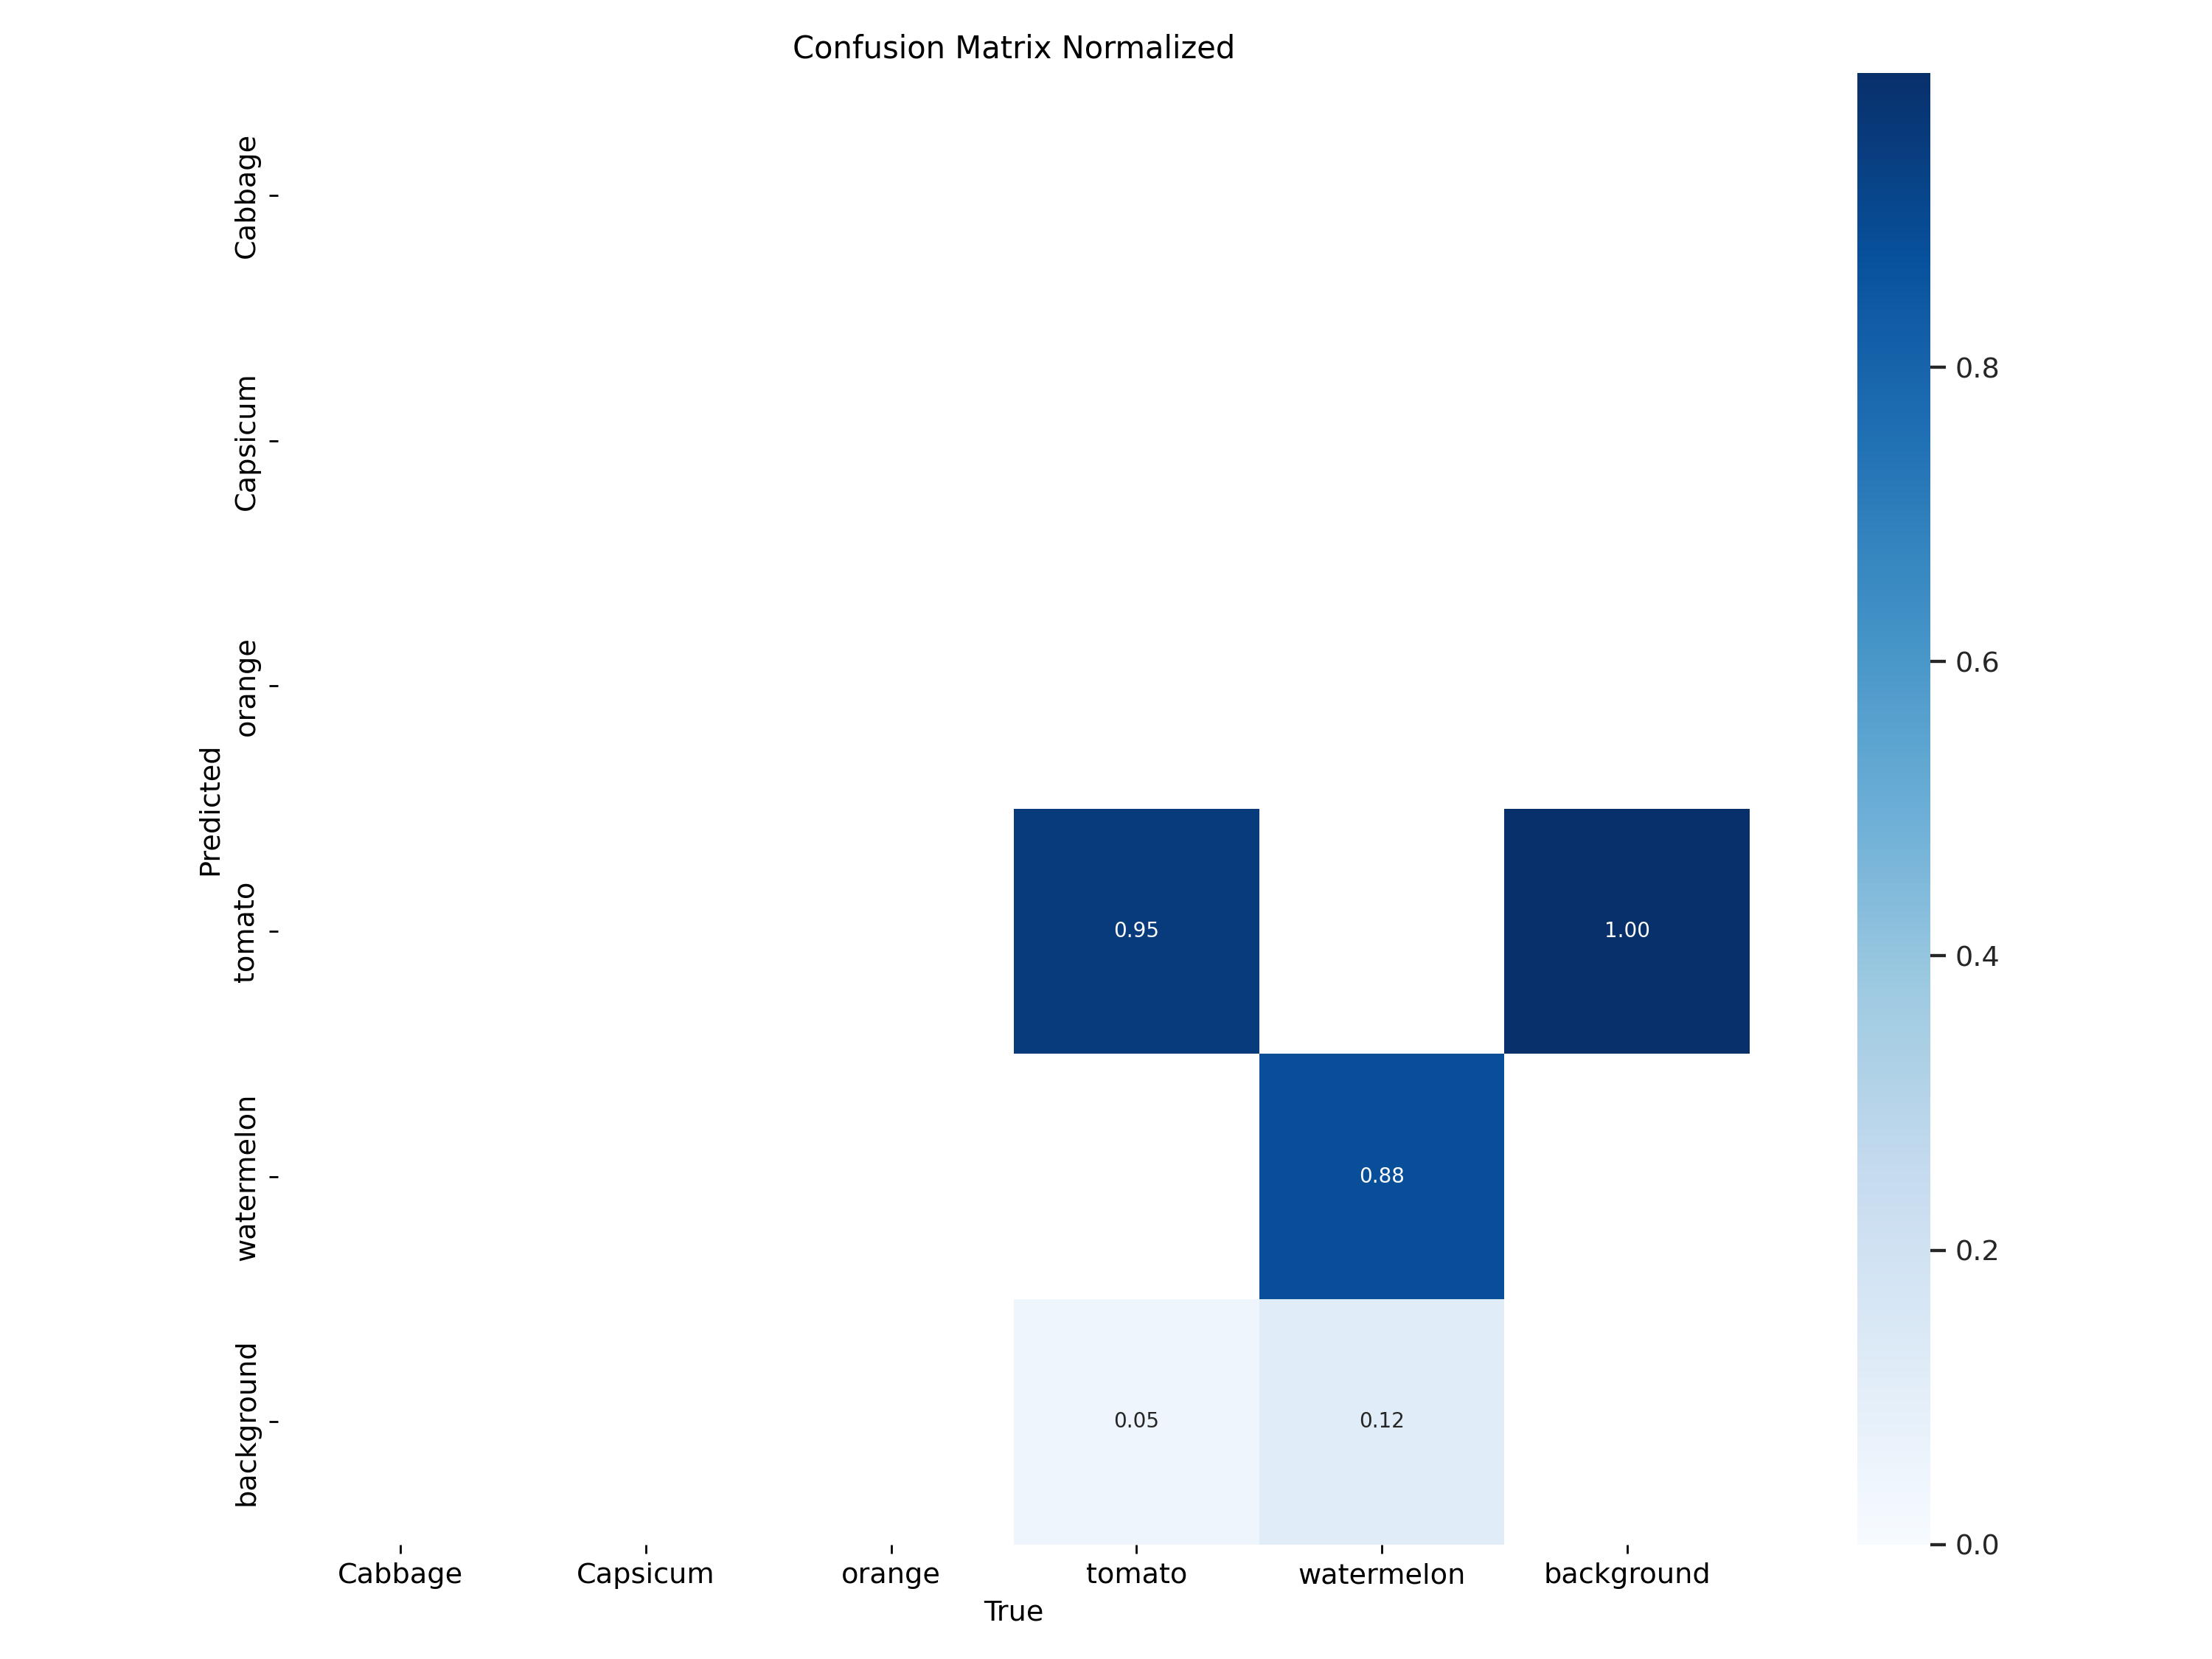 Confusion Matrix Normalized
Predicted
Cabbage
Capsicum
orange
tomato
watermelon
background
0.95
1.00
0.88
0.05
0.12
Cabbage
Capsicum
orange
tomato
watermelon
background
True
0.8
0.6
0.4
0.2
0.0